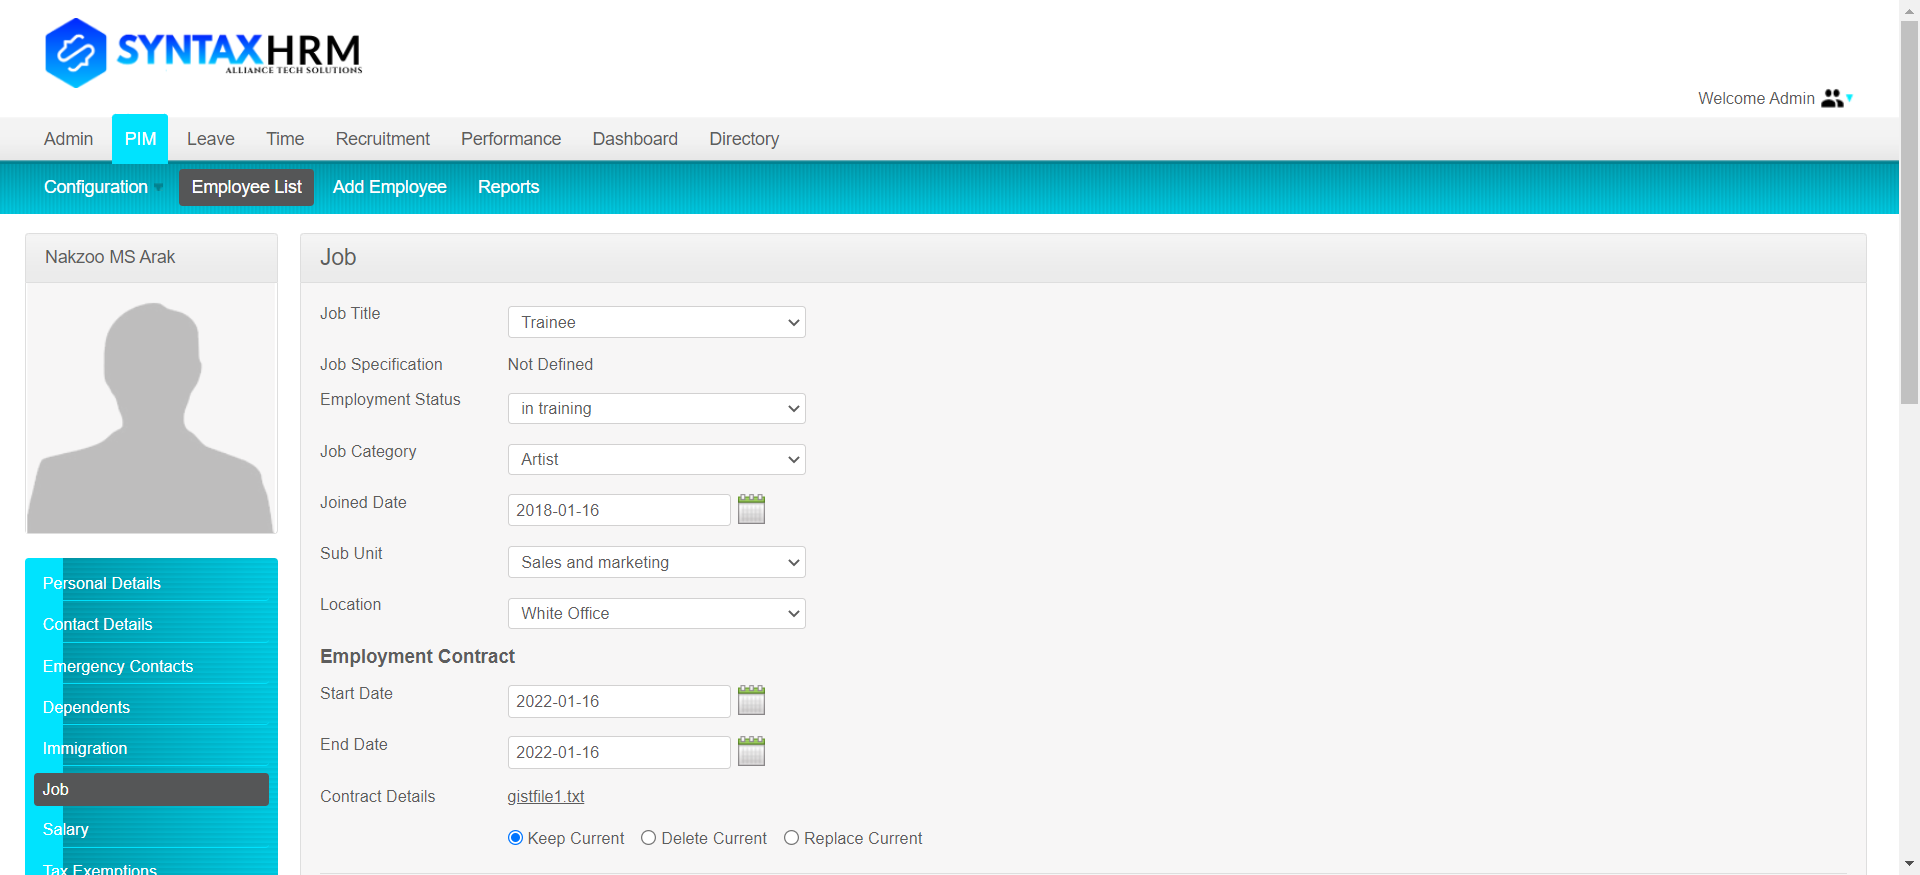 SYNTAXHRM
ALLIANCE TECH SOLUTIONS
Welcome Admin
Admin PIM Leave Time Recruitment Performance Dashboard Directory
Configuration Employee List Add Employee Reports
Nakzoo MS Arak
Personal Details
Contact Details
Emergency Contacts
Dependents
Immigration
Job
Salary
Tax Exemptions
Job
Job Title Trainee
Job Specification Not Defined
Employment Status in training
Job Category Artist
Joined Date 2018-01-16
Sub Unit Sales and marketing
Location White Office
Employment Contract
Start Date 2022-01-16
End Date 2022-01-16
Contract Details gistfile1.txt
Keep Current Delete Current Replace Current